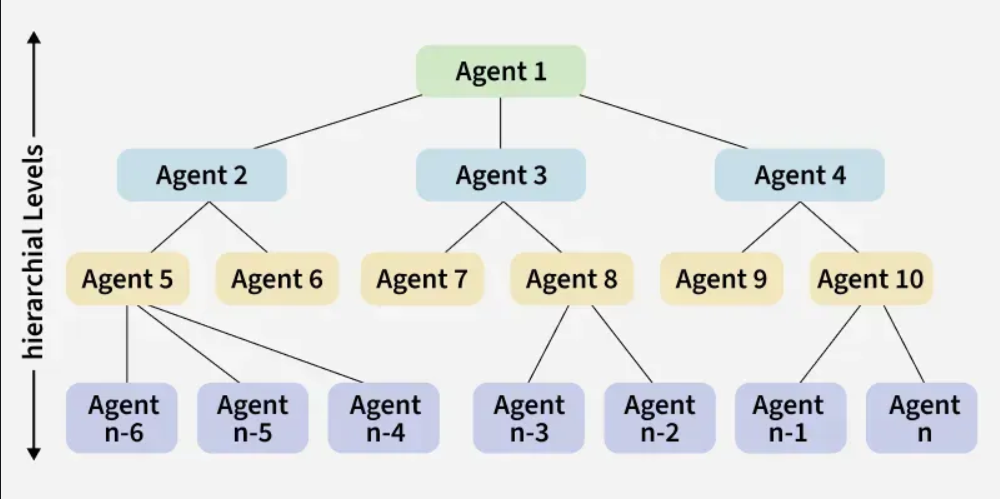 Agent 1
hierarchial Levels
Agent 2
Agent 3
Agent 4
Agent 5
Agent 6
Agent 7
Agent 8
Agent 9
Agent 10
Agent
n-6
Agent
n-5
Agent
n-4
Agent
n-3
Agent
n-2
Agent
n-1
Agent
n